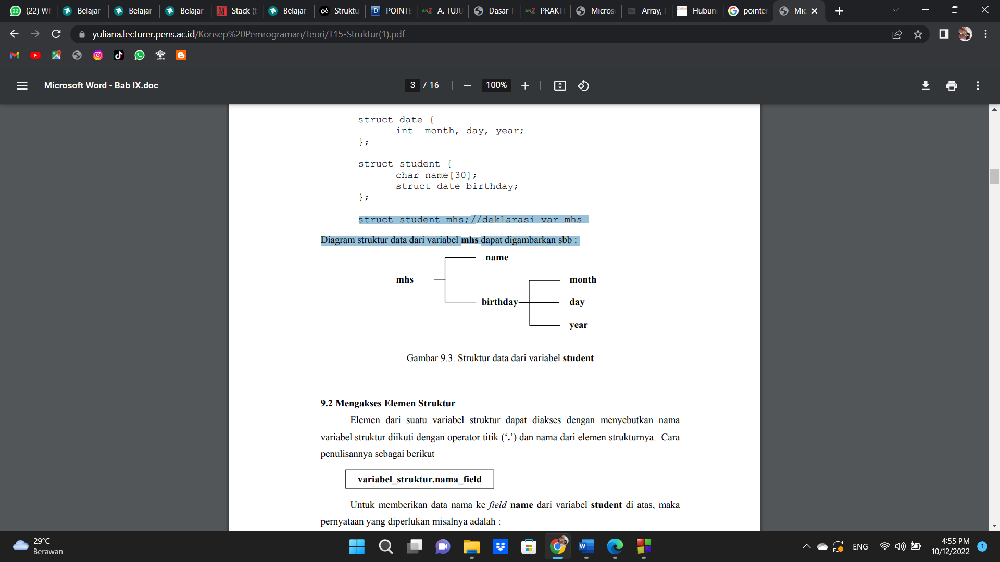 22 (22) Wh Belajar Belajar Belajar M Stack (t Belajar Struktu D POINTE ANZ A. TUJU Dasar-P ANZ PRAKTI Micros Array, P Hubun G pointer Mic
yuliana.lecturer.pens.ac.id/Konsep%20Pemrograman/Teori/T15-Struktur(1).pdf
Microsoft Word - Bab IX.doc 3 / 16 100%
struct date {
int month, day, year;
};
struct student {
char name[30];
struct date birthday;
};
struct student mhs;//deklarasi var mhs
Diagram struktur data dari variabel mhs dapat digambarkan sbb :
name
mhs month
birthday day
year
Gambar 9.3. Struktur data dari variabel student
9.2 Mengakses Elemen Struktur
Elemen dari suatu variabel struktur dapat diakses dengan menyebutkan nama
variabel struktur diikuti dengan operator titik (‘.’) dan nama dari elemen strukturnya. Cara
penulisannya sebagai berikut
variabel_struktur.nama_field
Untuk memberikan data nama ke field name dari variabel student di atas, maka
pernyataan yang diperlukan misalnya adalah :
29°C
Berawan
ENG
4:55 PM
10/12/2022
1